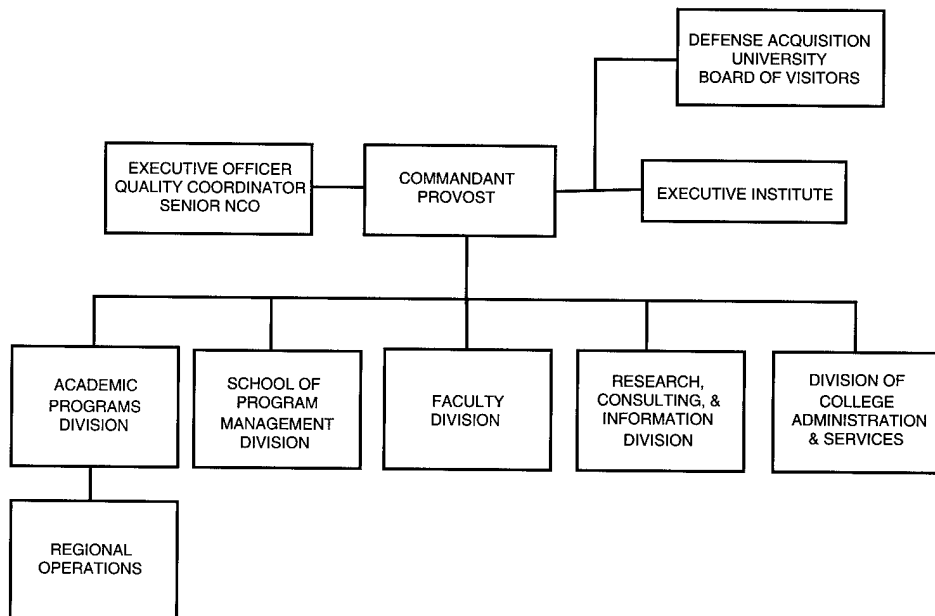 DEFENSE ACQUISITION
UNIVERSITY
BOARD OF VISITORS
EXECUTIVE OFFICER
QUALITY COORDINATOR
SENIOR NCO
COMMANDANT
PROVOST
EXECUTIVE INSTITUTE
ACADEMIC
PROGRAMS
DIVISION
SCHOOL OF
PROGRAM
MANAGEMENT
DIVISION
FACULTY
DIVISION
RESEARCH,
CONSULTING, &
INFORMATION
DIVISION
DIVISION OF
COLLEGE
ADMINISTRATION
& SERVICES
REGIONAL
OPERATIONS